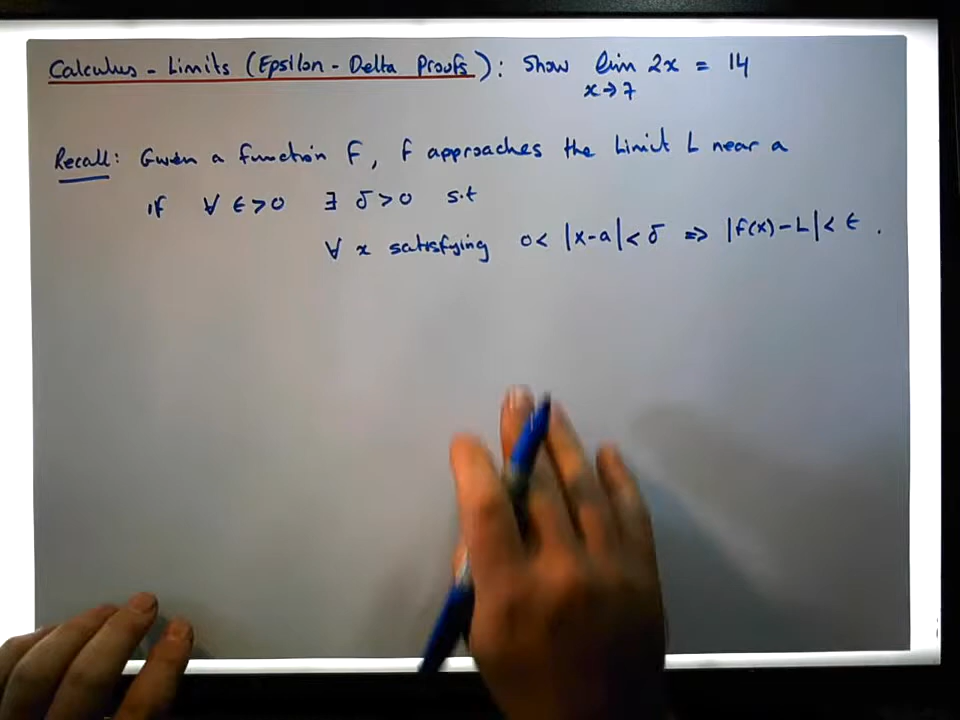 Calculus - Limits (Epsilon - Delta Proofs): Show lim 2x = 14
x→7
Recall: Given a function f, f approaches the Limit L near a
if ∀ ε>0 ∃ δ>0 s.t
∀ x satisfying 0< |x-a|< δ ⇒ |f(x)-L|< ε.